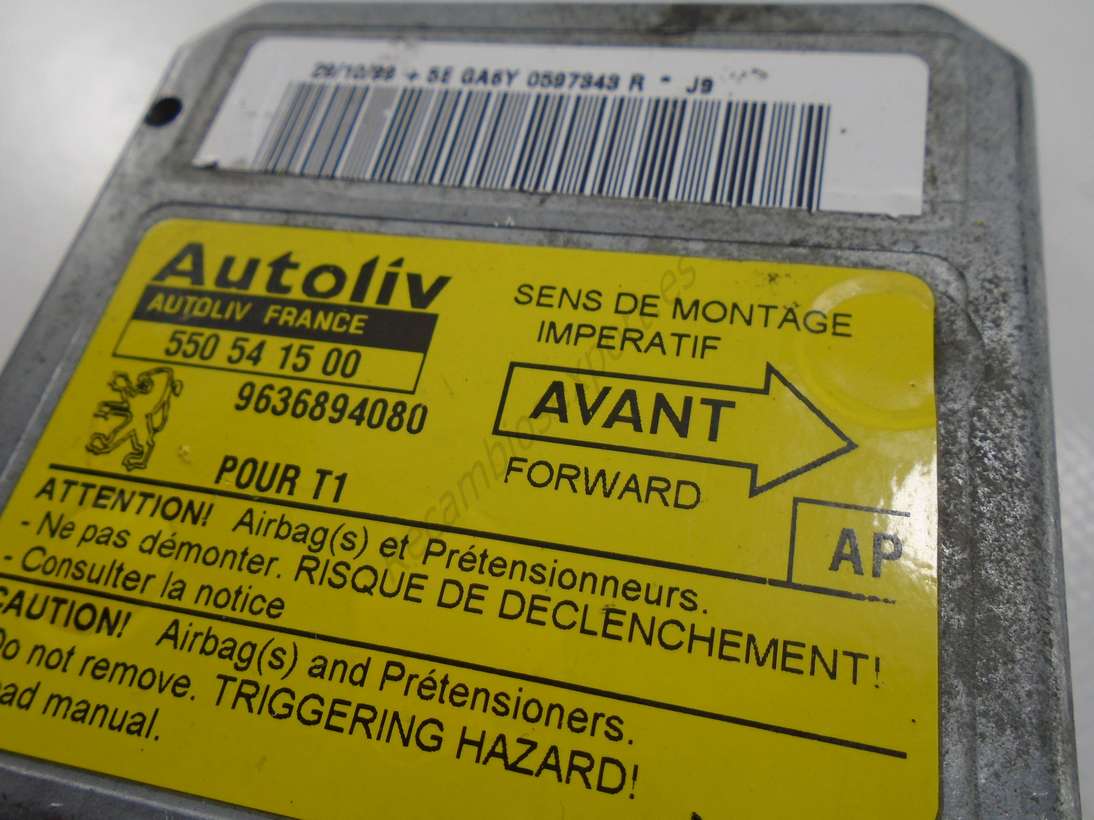 29/10/99 + 5E GA6Y 0597343 R * J9
Autoliv
AUTOLIV FRANCE
550 54 15 00
9636894080
POUR T1
SENS DE MONTAGE
IMPERATIF
AVANT
FORWARD
AP
ATTENTION! Airbag(s) et Prétensionneurs.
- Ne pas démonter. RISQUE DE DECLENCHEMENT!
- Consulter la notice
CAUTION! Airbag(s) and Prétensioners.
Do not remove. TRIGGERING HAZARD!
ead manual.